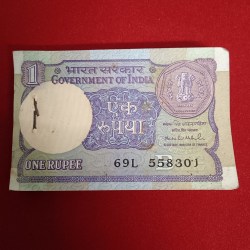 1
भारत सरकार
GOVERNMENT OF INDIA
एक
रुपया
ONE RUPEE
69L 558301